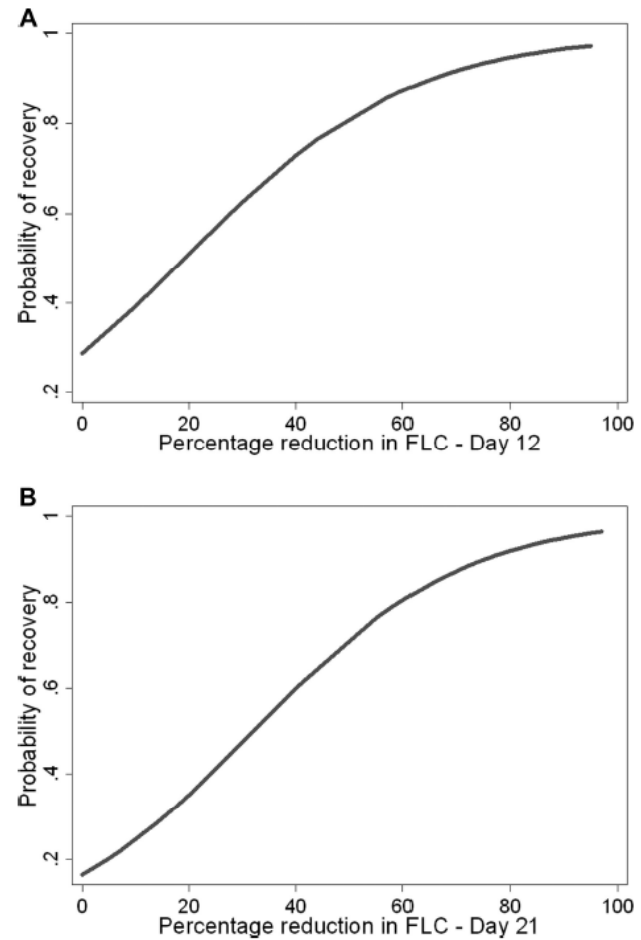 A
Probability of recovery
1
.8
.6
.4
.2
0 20 40 60 80 100
Percentage reduction in FLC - Day 12
B
Probability of recovery
1
.8
.6
.4
.2
0 20 40 60 80 100
Percentage reduction in FLC - Day 21